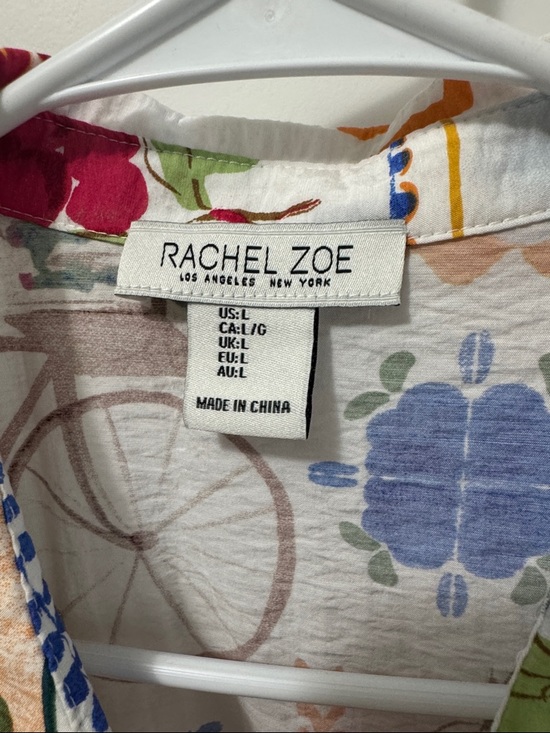 RACHEL ZOE
LOS ANGELES NEW YORK
US:L
CA:L/G
UK:L
EU:L
AU:L
MADE IN CHINA